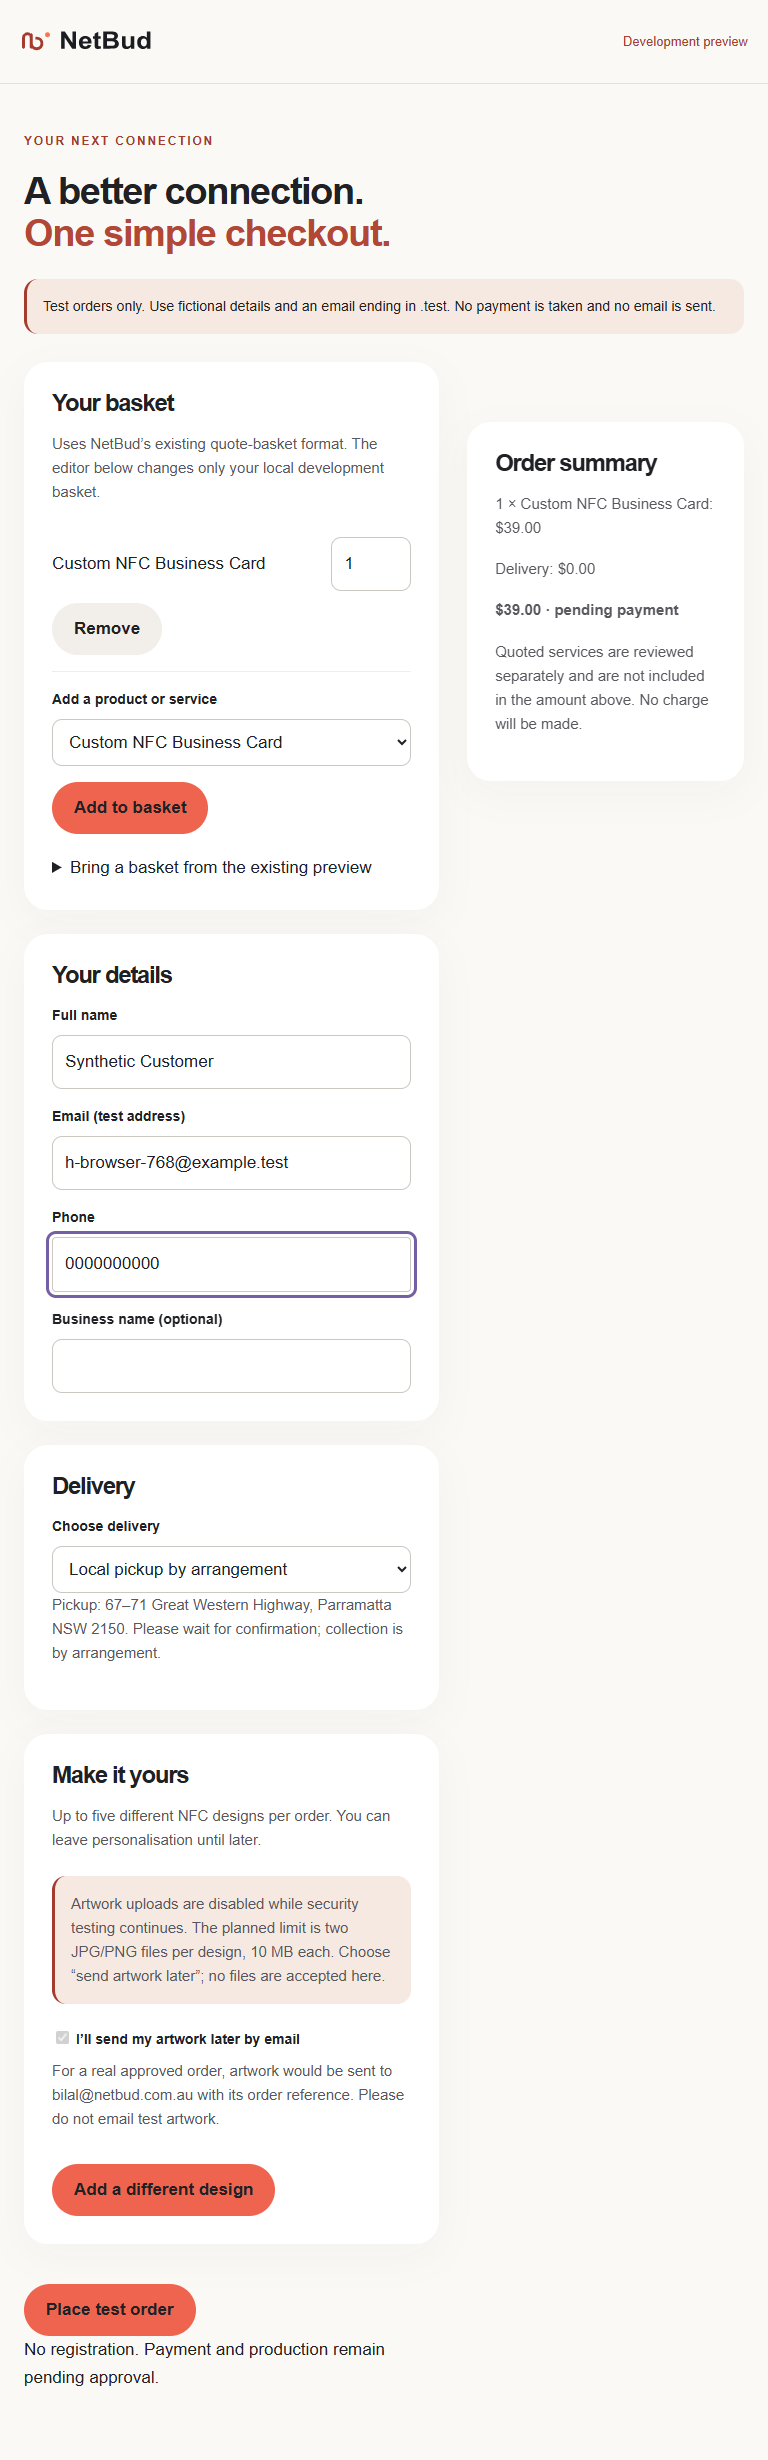 NetBud
Development preview
YOUR NEXT CONNECTION
A better connection.
One simple checkout.
Test orders only. Use fictional details and an email ending in .test. No payment is taken and no email is sent.
Your basket
Uses NetBud’s existing quote-basket format. The
editor below changes only your local development
basket.
Custom NFC Business Card
1
Remove
Add a product or service
Custom NFC Business Card
Add to basket
Bring a basket from the existing preview
Order summary
1 × Custom NFC Business Card:
$39.00
Delivery: $0.00
$39.00 · pending payment
Quoted services are reviewed
separately and are not included
in the amount above. No charge
will be made.
Your details
Full name
Synthetic Customer
Email (test address)
h-browser-768@example.test
Phone
0000000000
Business name (optional)
Delivery
Choose delivery
Local pickup by arrangement
Pickup: 67–71 Great Western Highway, Parramatta
NSW 2150. Please wait for confirmation; collection is
by arrangement.
Make it yours
Up to five different NFC designs per order. You can
leave personalisation until later.
Artwork uploads are disabled while security
testing continues. The planned limit is two
JPG/PNG files per design, 10 MB each. Choose
“send artwork later”; no files are accepted here.
I’ll send my artwork later by email
For a real approved order, artwork would be sent to
bilal@netbud.com.au with its order reference. Please
do not email test artwork.
Add a different design
Place test order
No registration. Payment and production remain
pending approval.